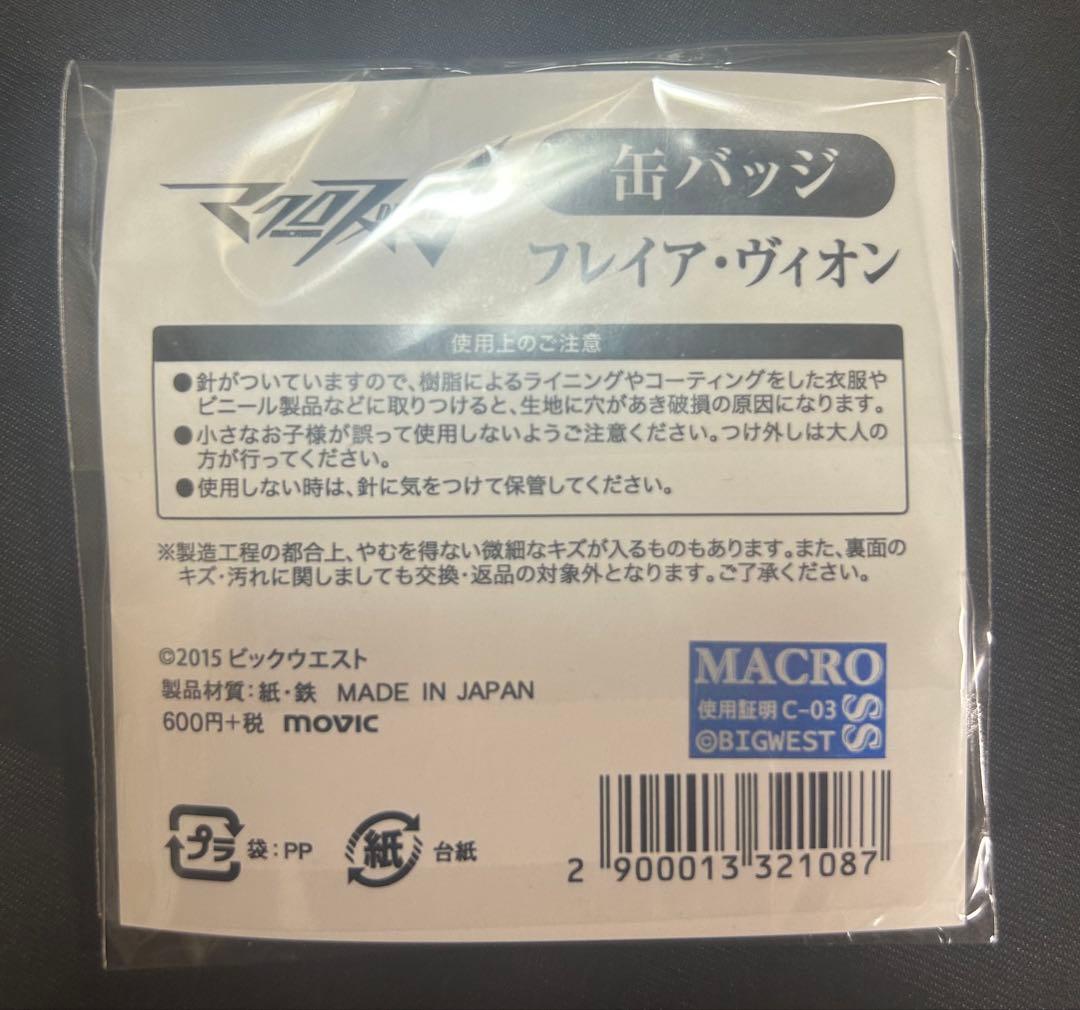 マクロスΔ
MACROSS
缶バッジ
フレイア・ヴィオン
使用上のご注意
●針がついていますので、樹脂によるライニングやコーティングをした衣服や
ビニール製品などに取りつけると、生地に穴があき破損の原因になります。
●小さなお子様が誤って使用しないようご注意ください。つけ外しは大人の
方が行ってください。
●使用しない時は、針に気をつけて保管してください。
※製造工程の都合上、やむを得ない微細なキズが入るものもあります。また、裏面の
キズ・汚れに関しましても交換・返品の対象外となります。ご了承ください。
©2015 ビックウエスト
製品材質：紙・鉄 MADE IN JAPAN
600円+税 movic
MACROSS
使用証明 C-03
©BIGWEST
プラ 袋：PP 紙 台紙
2 900013 321087